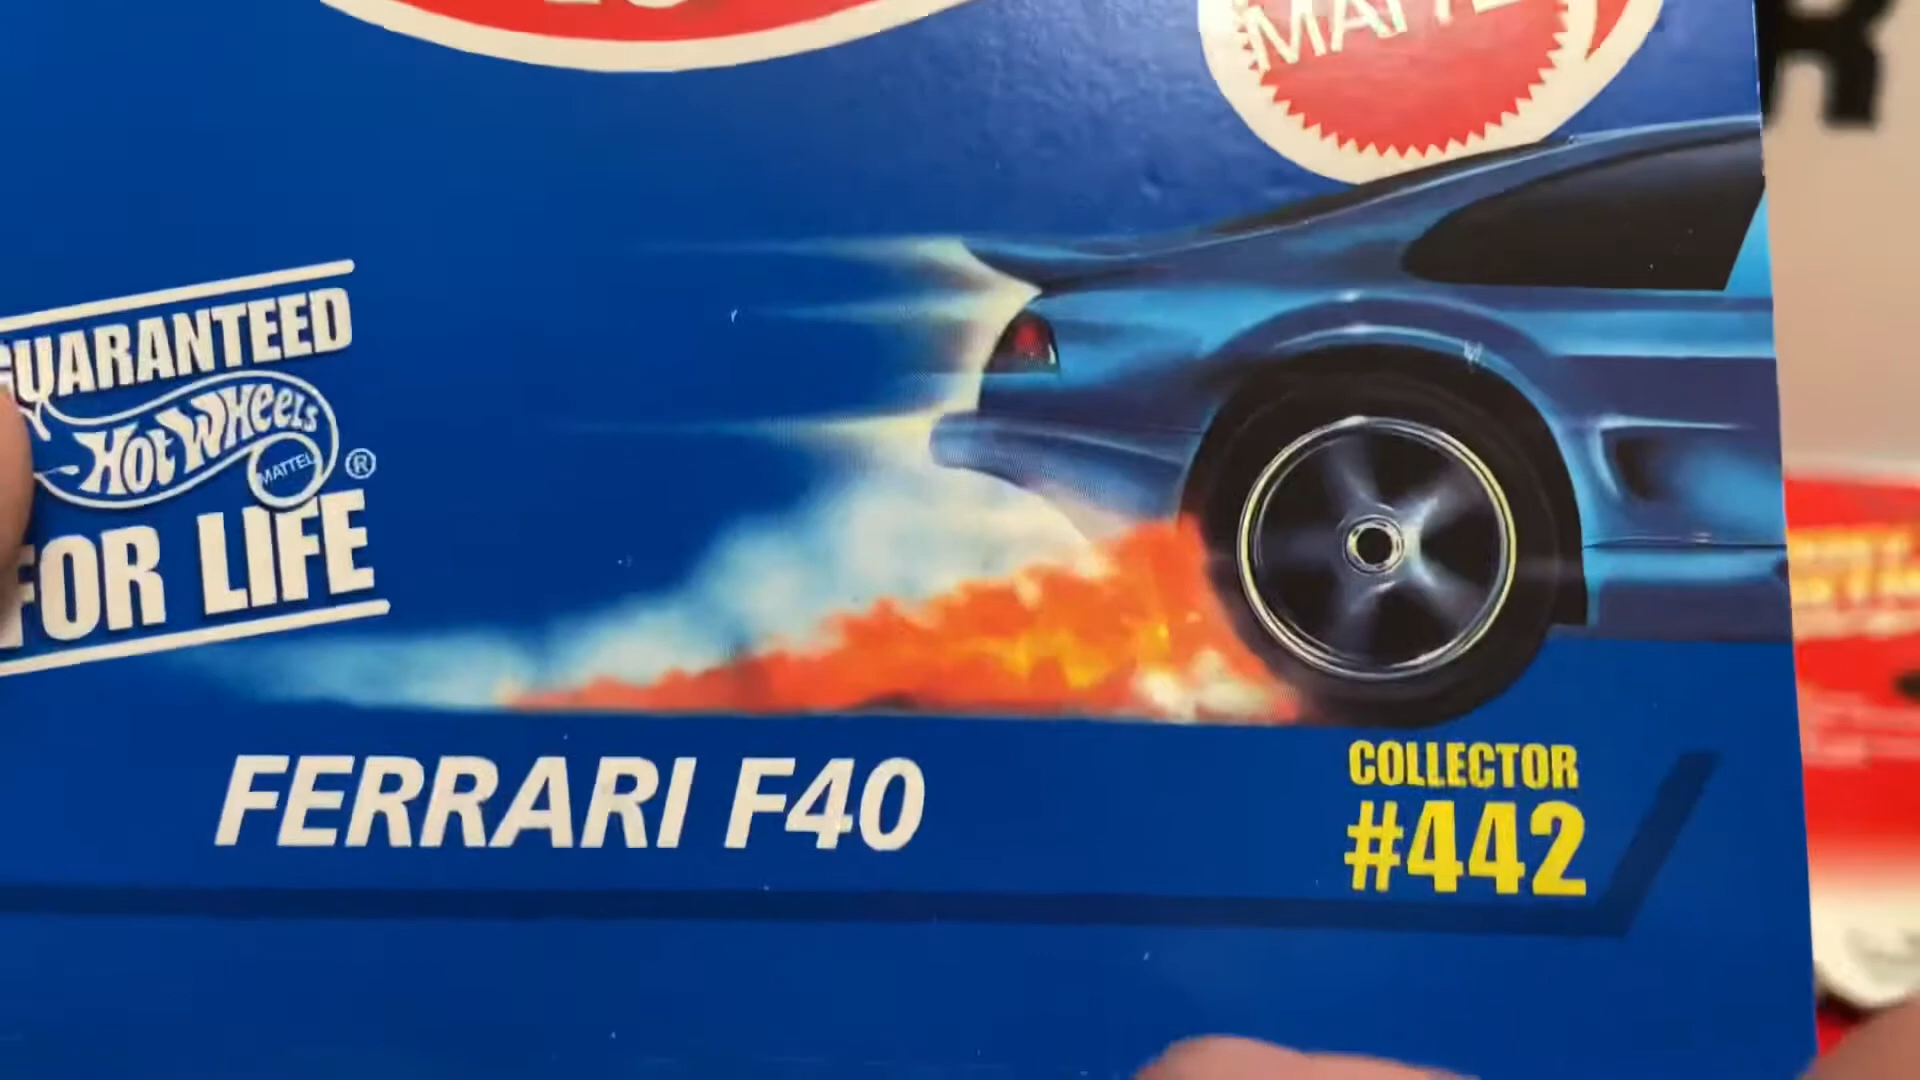 MATTEL
GUARANTEED
HOT WHEELS
MATTEL
®
FOR LIFE
FERRARI F40
COLLECTOR
#442